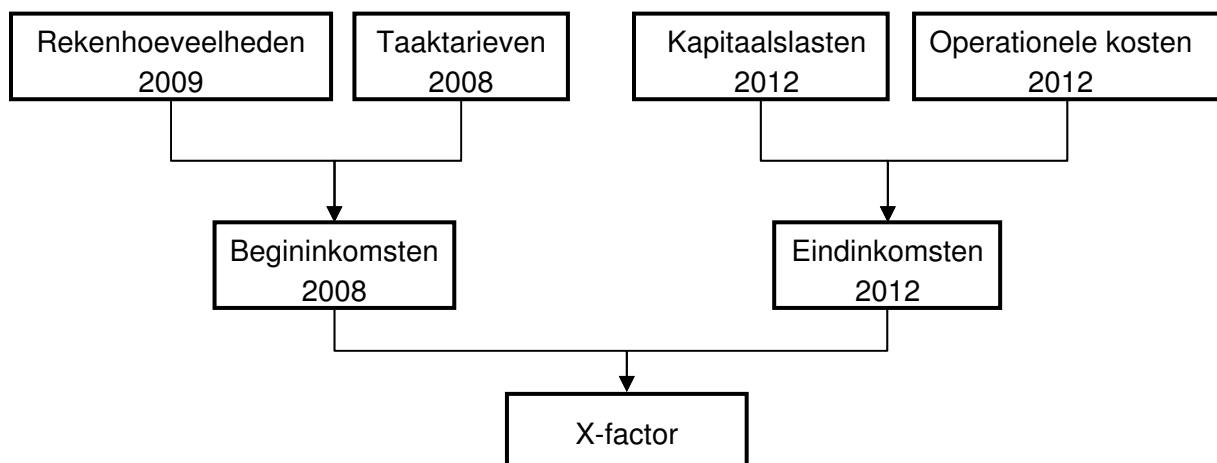 Rekenhoeveelheden
2009
Taaktarieven
2008
Kapitaalslasten
2012
Operationele kosten
2012
Begininkomsten
2008
Eindinkomsten
2012
X-factor